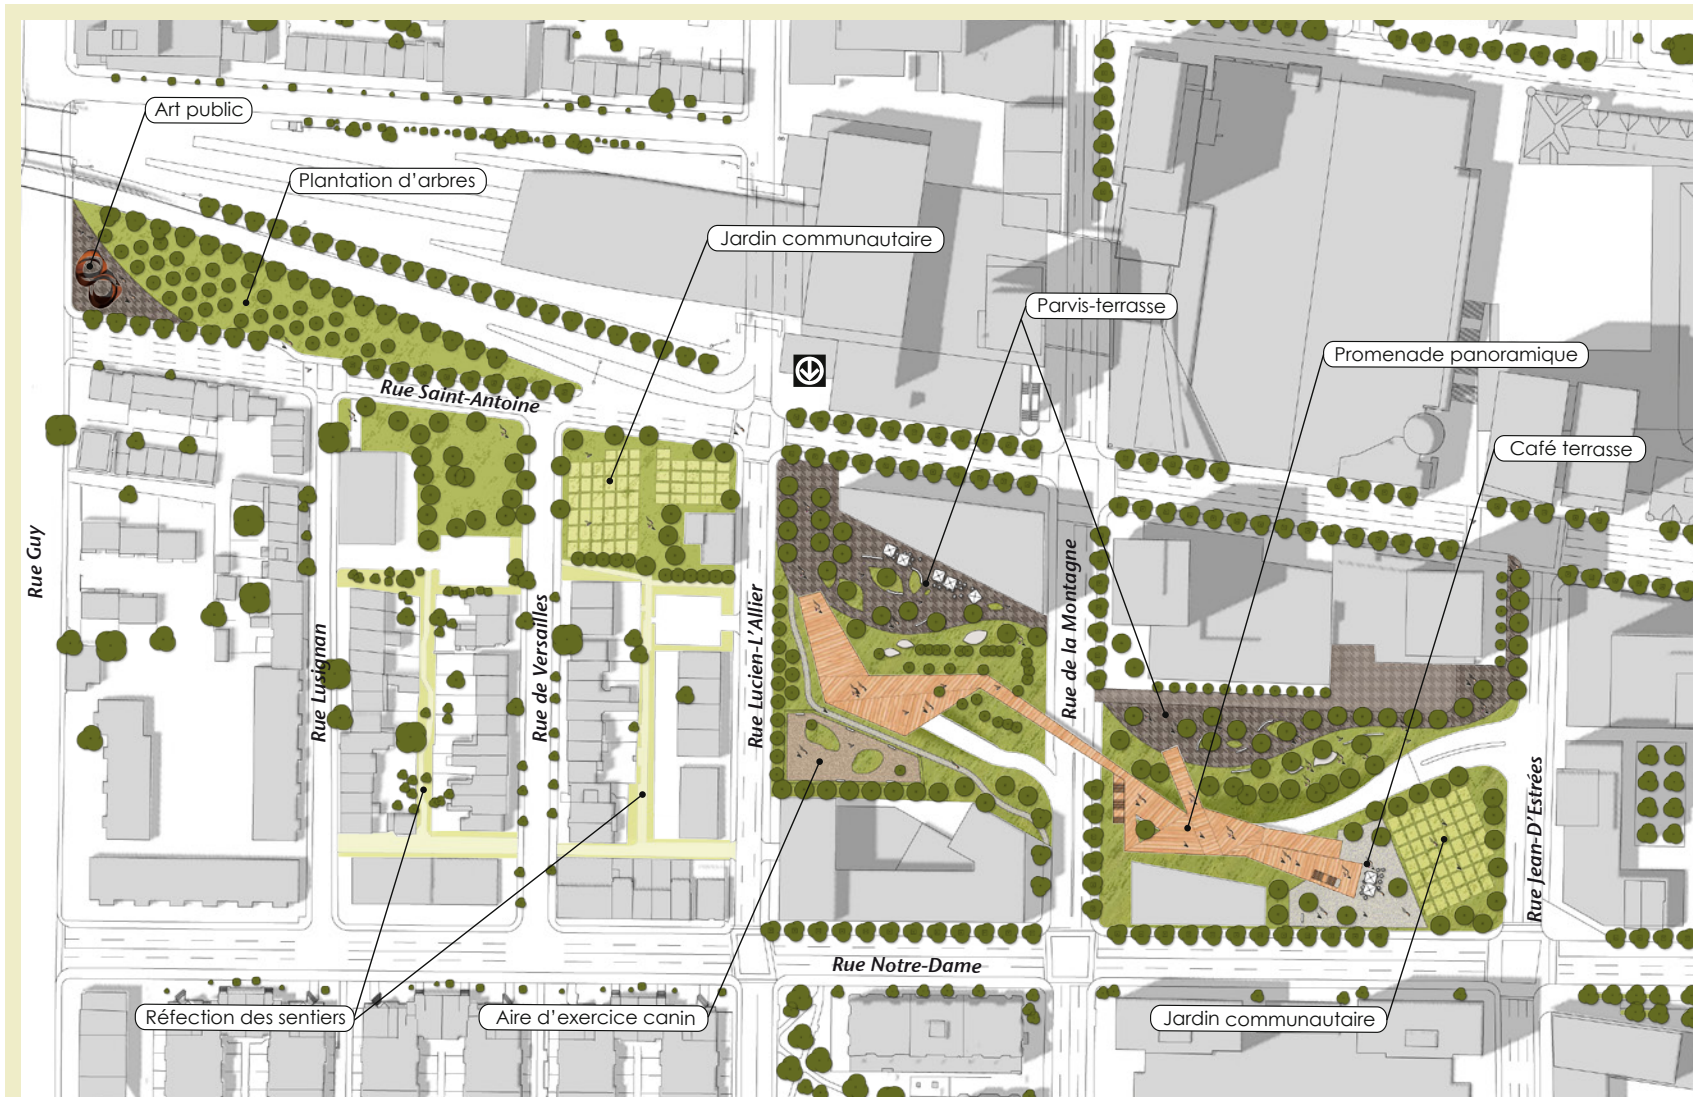 Art public
Plantation d'arbres
Jardin communautaire
Parvis-terrasse
Promenade panoramique
Café terrasse
Rue Saint-Antoine
Rue Guy
Rue Lusignan
Rue de Versailles
Rue Lucien-L'Allier
Rue de la Montagne
Rue Jean-D'Estrées
Rue Notre-Dame
Réfection des sentiers
Aire d'exercice canin
Jardin communautaire